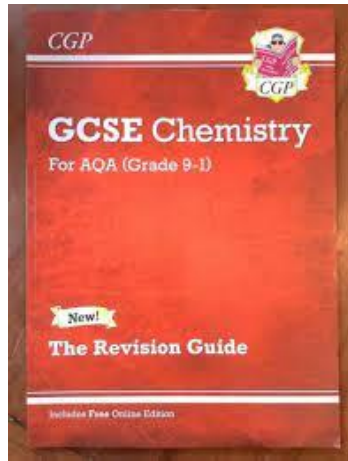 CGP
CGP
GCSE Chemistry
For AQA (Grade 9-1)
New!
The Revision Guide
Includes Free Online Edition